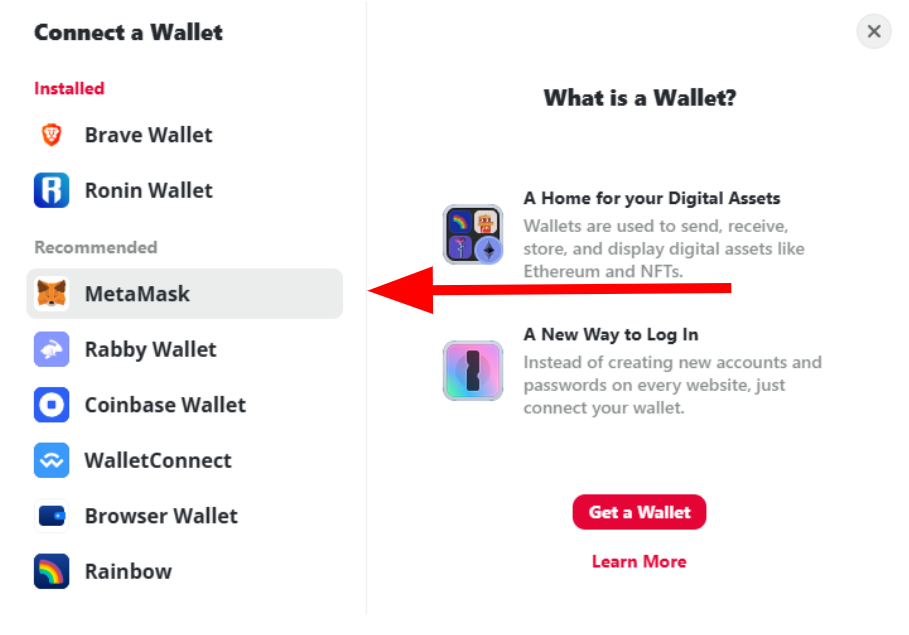 Connect a Wallet
Installed
Brave Wallet
Ronin Wallet
Recommended
MetaMask
Rabby Wallet
Coinbase Wallet
WalletConnect
Browser Wallet
Rainbow
What is a Wallet?
A Home for your Digital Assets
Wallets are used to send, receive,
store, and display digital assets like
Ethereum and NFTs.
A New Way to Log In
Instead of creating new accounts and
passwords on every website, just
connect your wallet.
Get a Wallet
Learn More